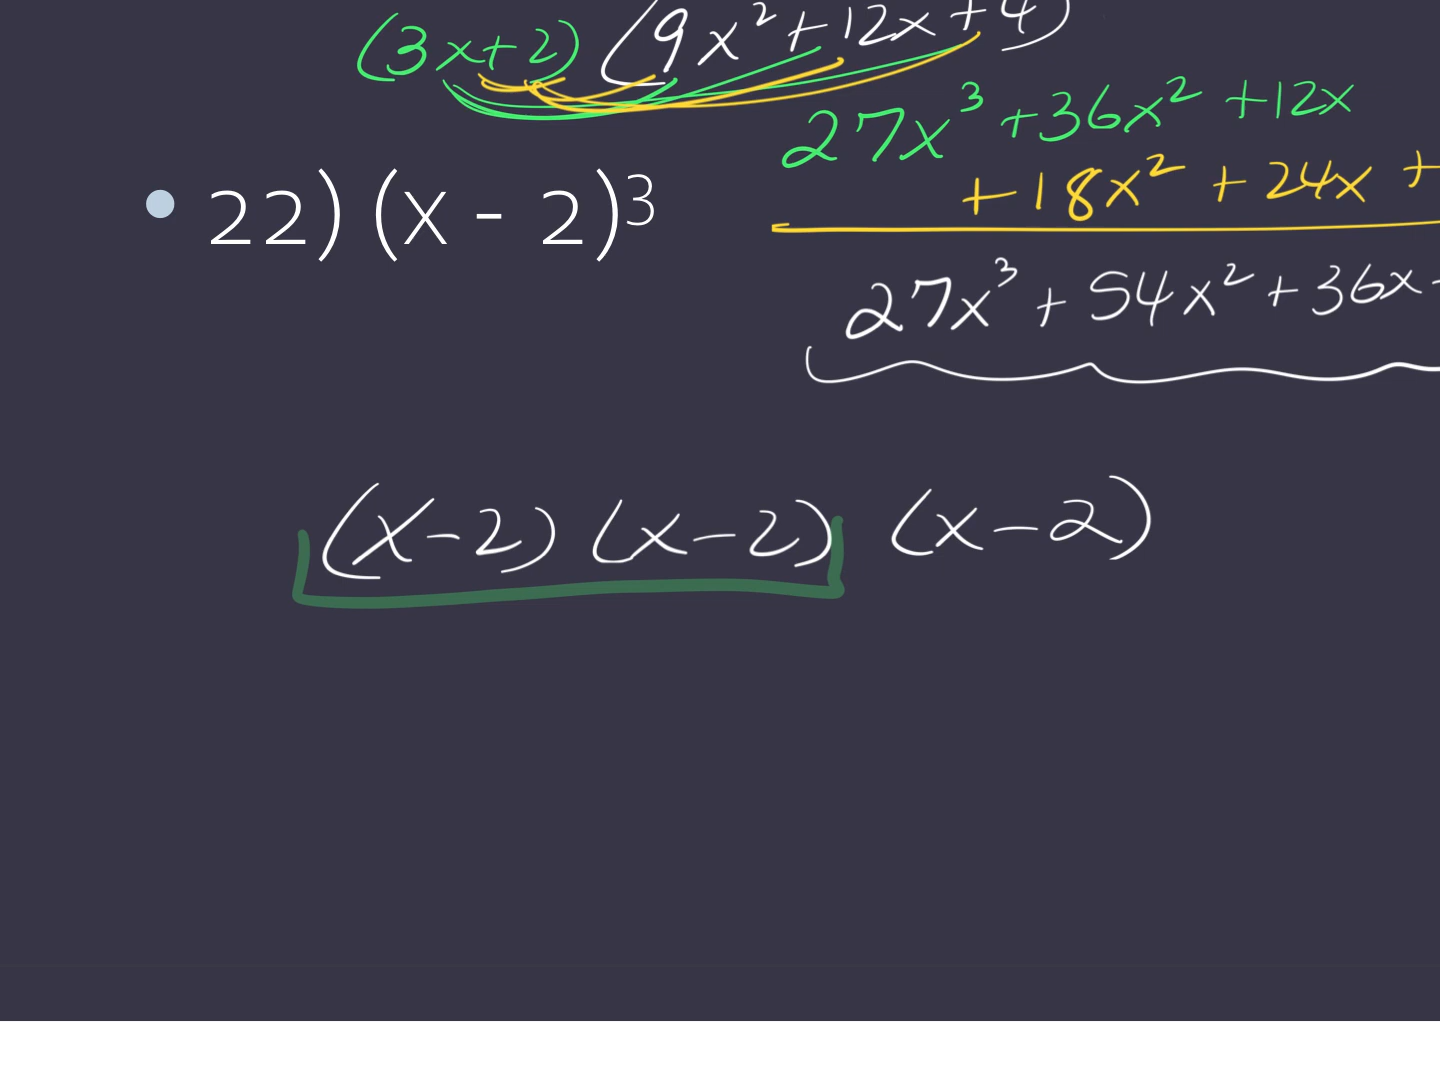 (3x+2) (9x²+12x+4)
27x³ +36x² +12x
• 22) (x - 2)³
+18x² +24x +
27x³ + 54x² + 36x -
(x-2) (x-2) (x-2)